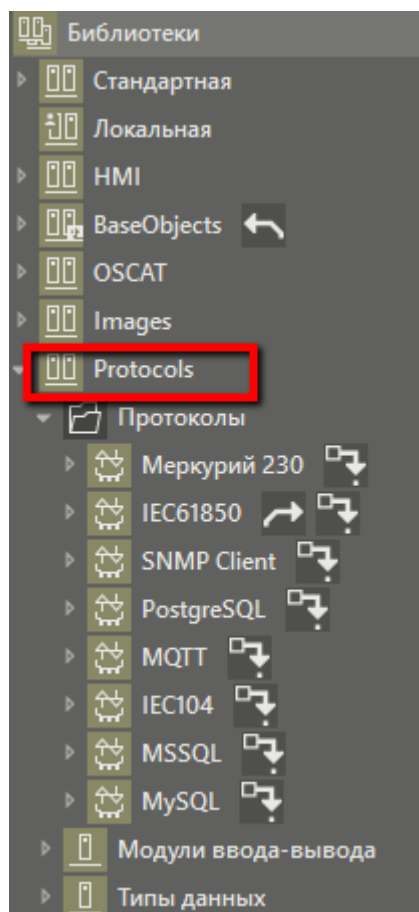 Библиотеки
Стандартная
Локальная
HMI
BaseObjects
OSCAT
Images
Protocols
Протоколы
Меркурий 230
IEC61850
SNMP Client
PostgreSQL
MQTT
IEC104
MSSQL
MySQL
Модули ввода-вывода
Типы данных